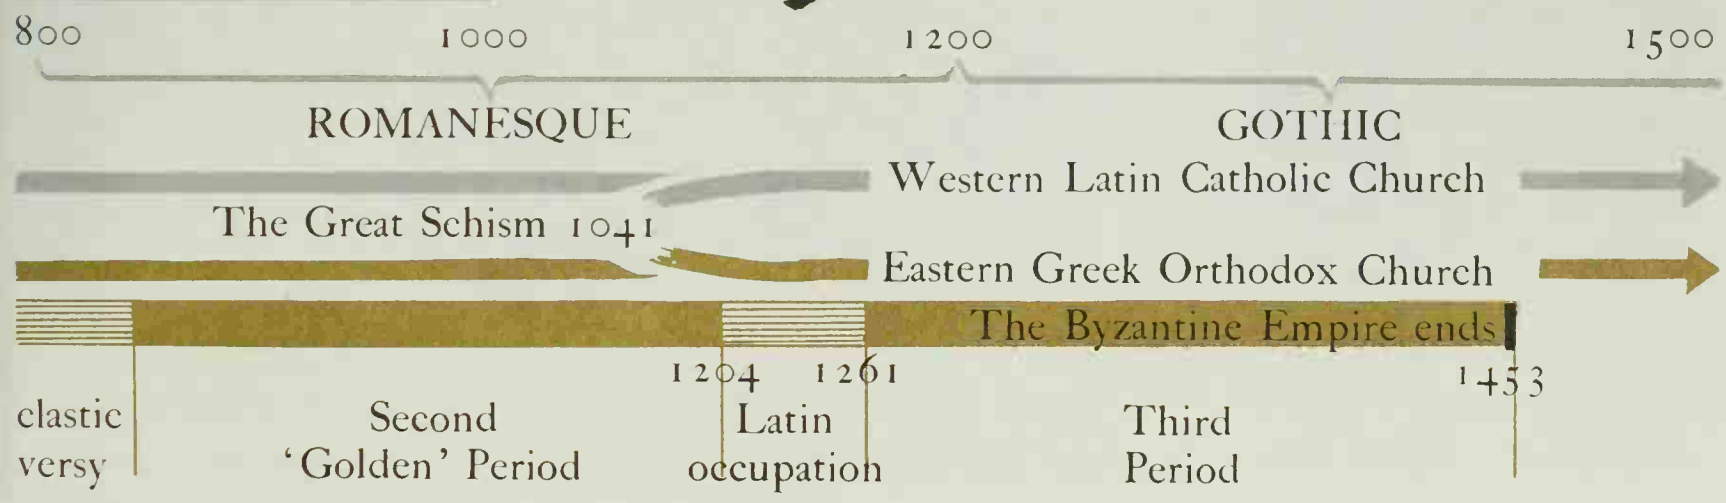 800 1000 1200 1500
ROMANESQUE GOTHIC
Western Latin Catholic Church
The Great Schism 1041
Eastern Greek Orthodox Church
The Byzantine Empire ends
1204 1261 1453
clastic Second Latin Third
versy ‘Golden’ Period occupation Period